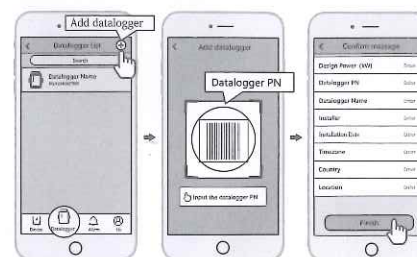 Add datalogger
Datalogger List
Search
Datalogger Name
Device
Datalogger
Alarm
Me
Add datalogger
Datalogger PN
Input the datalogger PN
Confirm message
Design Power (kW)
Datalogger PN
Datalogger Name
Installer
Installation Date
Timezone
Country
Location
Finish